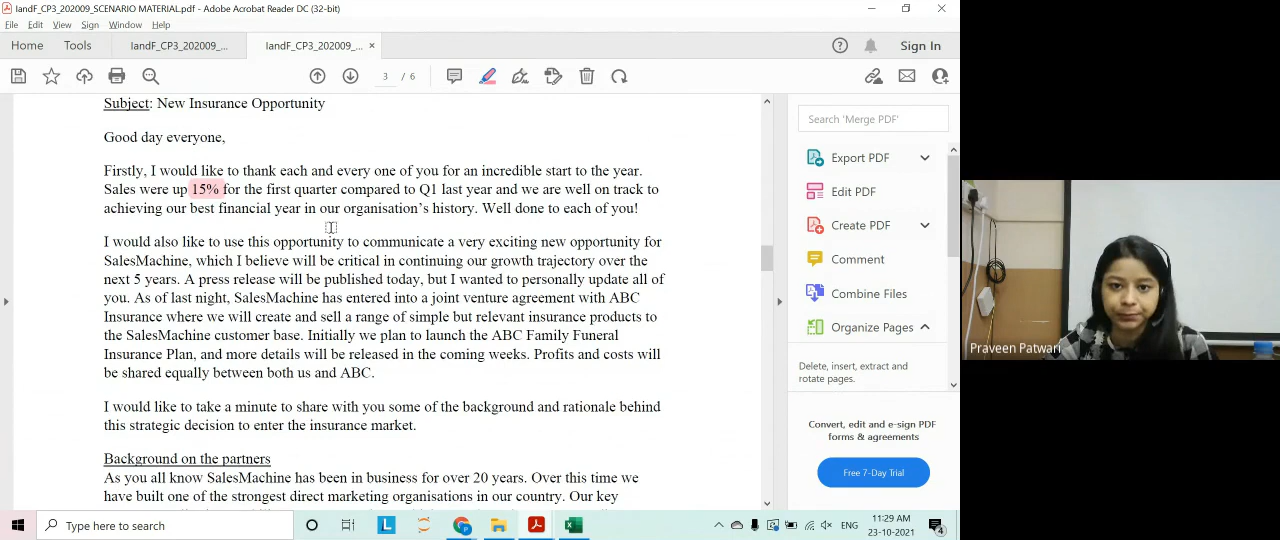 IandF_CP3_202009_SCENARIO MATERIAL.pdf - Adobe Acrobat Reader DC (32-bit)
File Edit View Sign Window Help
Home Tools IandF_CP3_202009_... IandF_CP3_202009_... × Sign In
3 / 6
Subject: New Insurance Opportunity
Good day everyone,
Firstly, I would like to thank each and every one of you for an incredible start to the year.
Sales were up 15% for the first quarter compared to Q1 last year and we are well on track to
achieving our best financial year in our organisation's history. Well done to each of you!
I would also like to use this opportunity to communicate a very exciting new opportunity for
SalesMachine, which I believe will be critical in continuing our growth trajectory over the
next 5 years. A press release will be published today, but I wanted to personally update all of
you. As of last night, SalesMachine has entered into a joint venture agreement with ABC
Insurance where we will create and sell a range of simple but relevant insurance products to
the SalesMachine customer base. Initially we plan to launch the ABC Family Funeral
Insurance Plan, and more details will be released in the coming weeks. Profits and costs will
be shared equally between both us and ABC.
I would like to take a minute to share with you some of the background and rationale behind
this strategic decision to enter the insurance market.
Background on the partners
As you all know SalesMachine has been in business for over 20 years. Over this time we
have built one of the strongest direct marketing organisations in our country. Our key
Search 'Merge PDF'
Export PDF
Edit PDF
Create PDF
Comment
Combine Files
Organize Pages
Delete, insert, extract and
rotate pages.
Convert, edit and e-sign PDF
forms & agreements
Free 7-Day Trial
Praveen Patwari
Type here to search
L
ENG
11:29 AM
23-10-2021
4